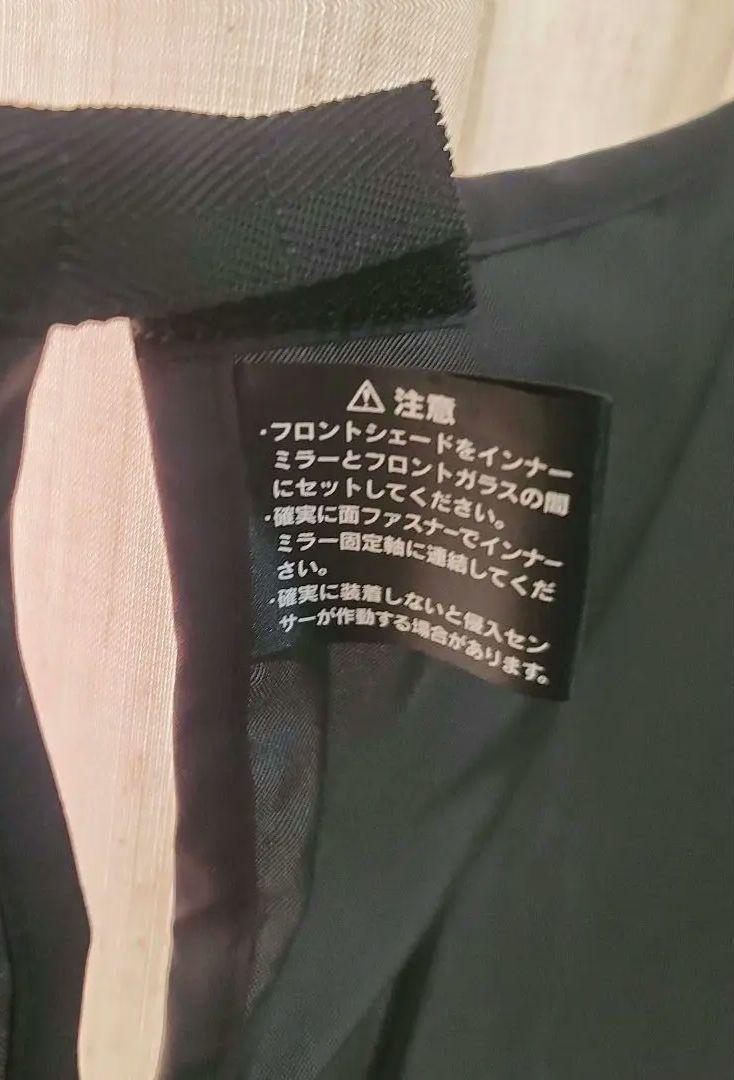 ⚠ 注意
・フロントシェードをインナー
ミラーとフロントガラスの間
にセットしてください。
・確実に面ファスナーでインナー
ミラー固定軸に連結してくだ
さい。
・確実に装着しないと侵入セン
サーが作動する場合があります。